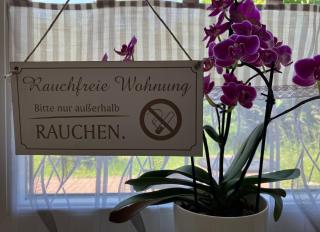 Rauchfreie Wohnung
Bitte nur außerhalb
RAUCHEN.